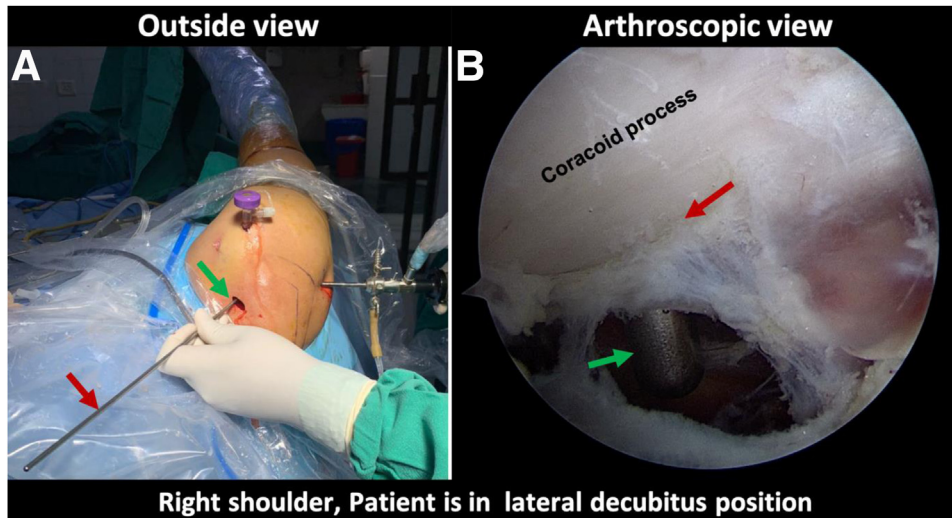 Outside view
Arthroscopic view
A
B
Coracoid process
Right shoulder, Patient is in lateral decubitus position